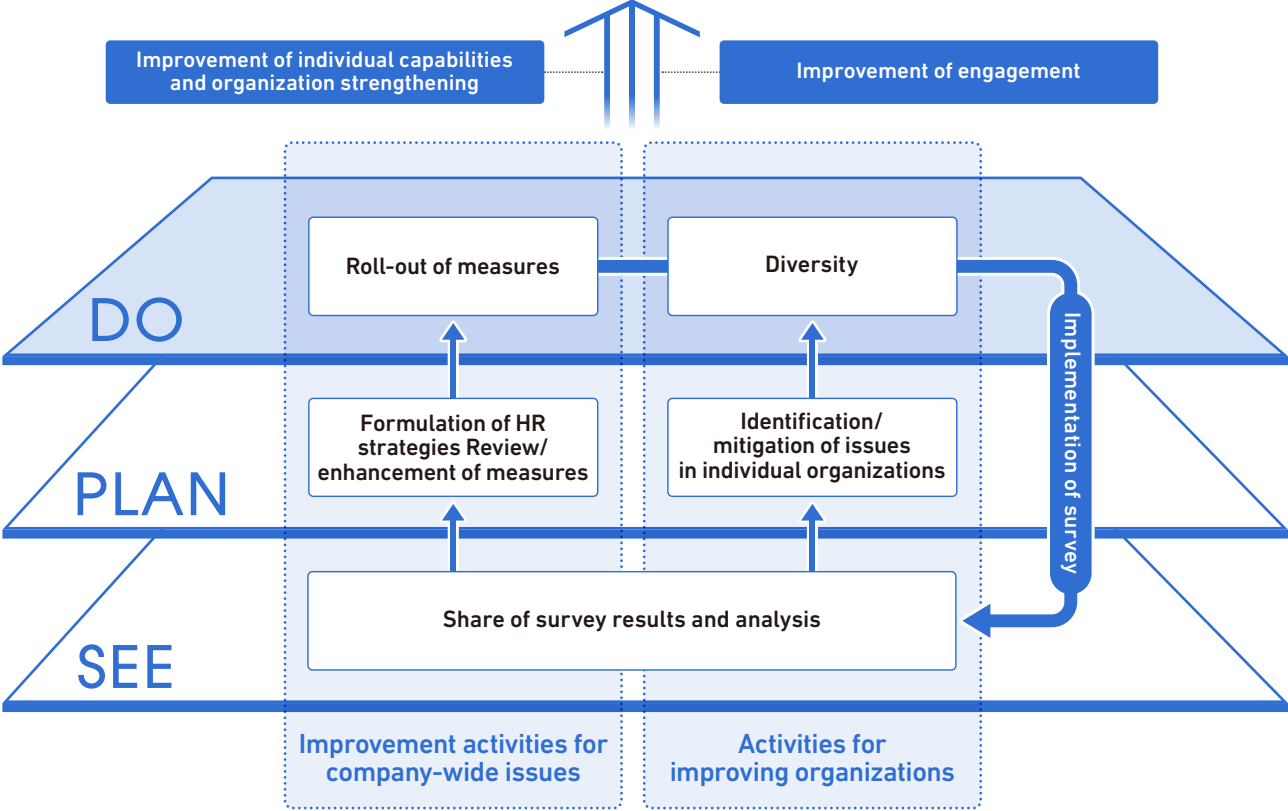 Improvement of individual capabilities
and organization strengthening
Improvement of engagement
DO
Roll-out of measures
Diversity
Implementation of survey
PLAN
Formulation of HR
strategies Review/
enhancement of measures
Identification/
mitigation of issues
in individual organizations
SEE
Share of survey results and analysis
Improvement activities for
company-wide issues
Activities for
improving organizations